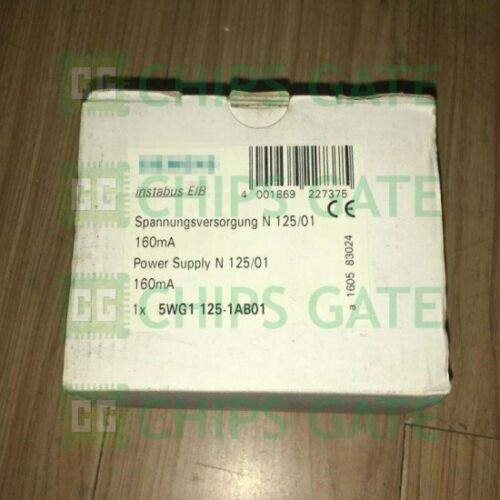 CHIPS GATE
instabus EIB
4 001869 227375
Spannungsversorgung N 125/01
160mA
CE
Power Supply N 125/01
160mA
1x 5WG1 125-1AB01
a 1605 83024
CHIPS GATE
CHIPS GATE
CHIPS GATE